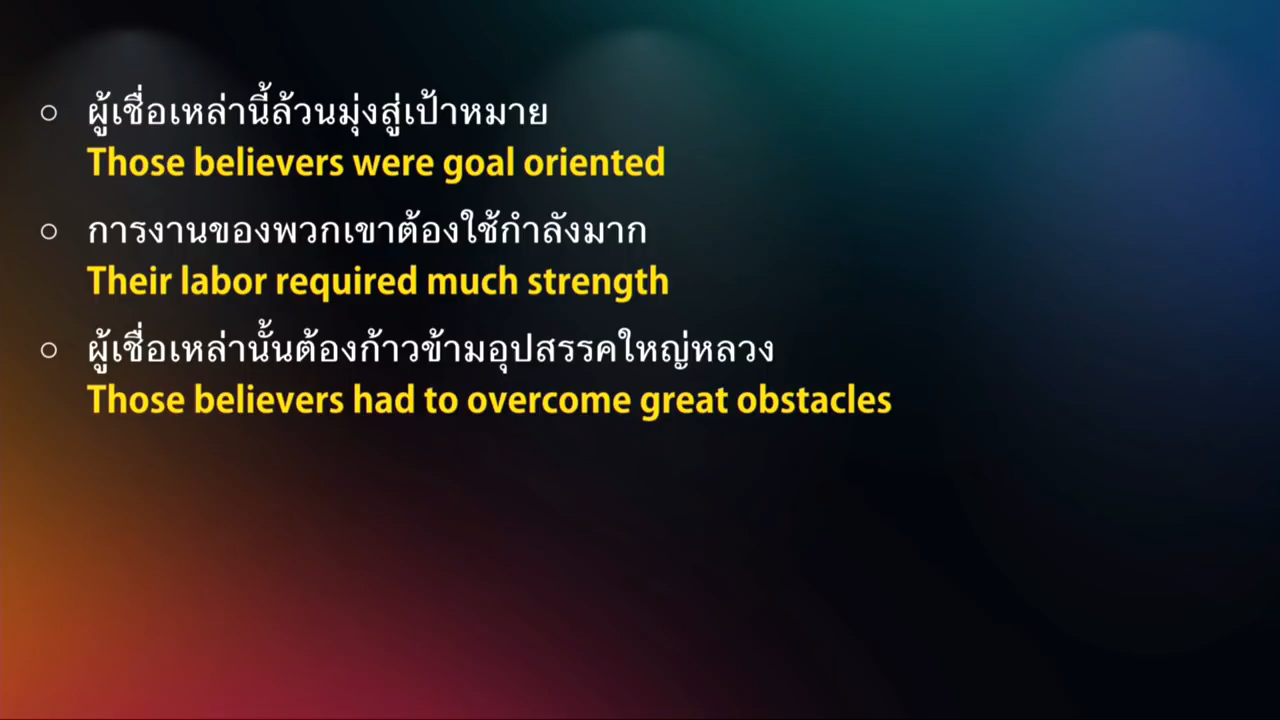 ○ ผู้เชื่อเหล่านี้ล้วนมุ่งสู่เป้าหมาย
Those believers were goal oriented
○ การงานของพวกเขาต้องใช้กำลังมาก
Their labor required much strength
○ ผู้เชื่อเหล่านั้นต้องก้าวข้ามอุปสรรคใหญ่หลวง
Those believers had to overcome great obstacles